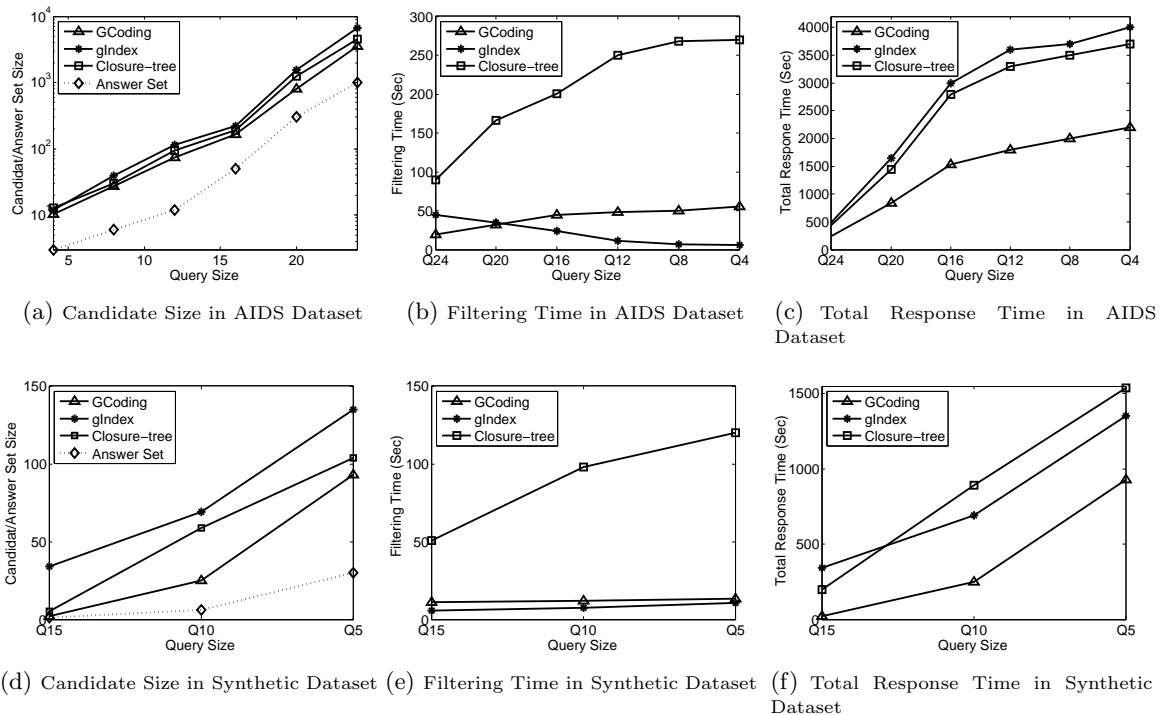 10^4
10^3
10^2
10
5 10 15 20
Candidat/Answer Set Size
Query Size
GCoding
gIndex
Closure−tree
Answer Set
(a) Candidate Size in AIDS Dataset
300
250
200
150
100
50
0
Q24 Q20 Q16 Q12 Q8 Q4
Filtering Time (Sec)
Query Size
GCoding
gIndex
Closure−tree
(b) Filtering Time in AIDS Dataset
4000
3500
3000
2500
2000
1500
1000
500
0
Q24 Q20 Q16 Q12 Q8 Q4
Total Respone Time (Sec)
Query Size
GCoding
gIndex
Closure−tree
(c) Total Response Time in AIDS
Dataset
150
100
50
0
Q15 Q10 Q5
Candidat/Answer Set Size
Query Size
GCoding
gIndex
Closure−tree
Answer Set
(d) Candidate Size in Synthetic Dataset
150
100
50
0
Q15 Q10 Q5
Filtering Time (Sec)
Query Size
GCoding
gIndex
Closure−tree
(e) Filtering Time in Synthetic Dataset
1500
1000
500
0
Q15 Q10 Q5
Total Response Time (Sec)
Query Size
GCoding
gIndex
Closure−tree
(f) Total Response Time in Synthetic
Dataset